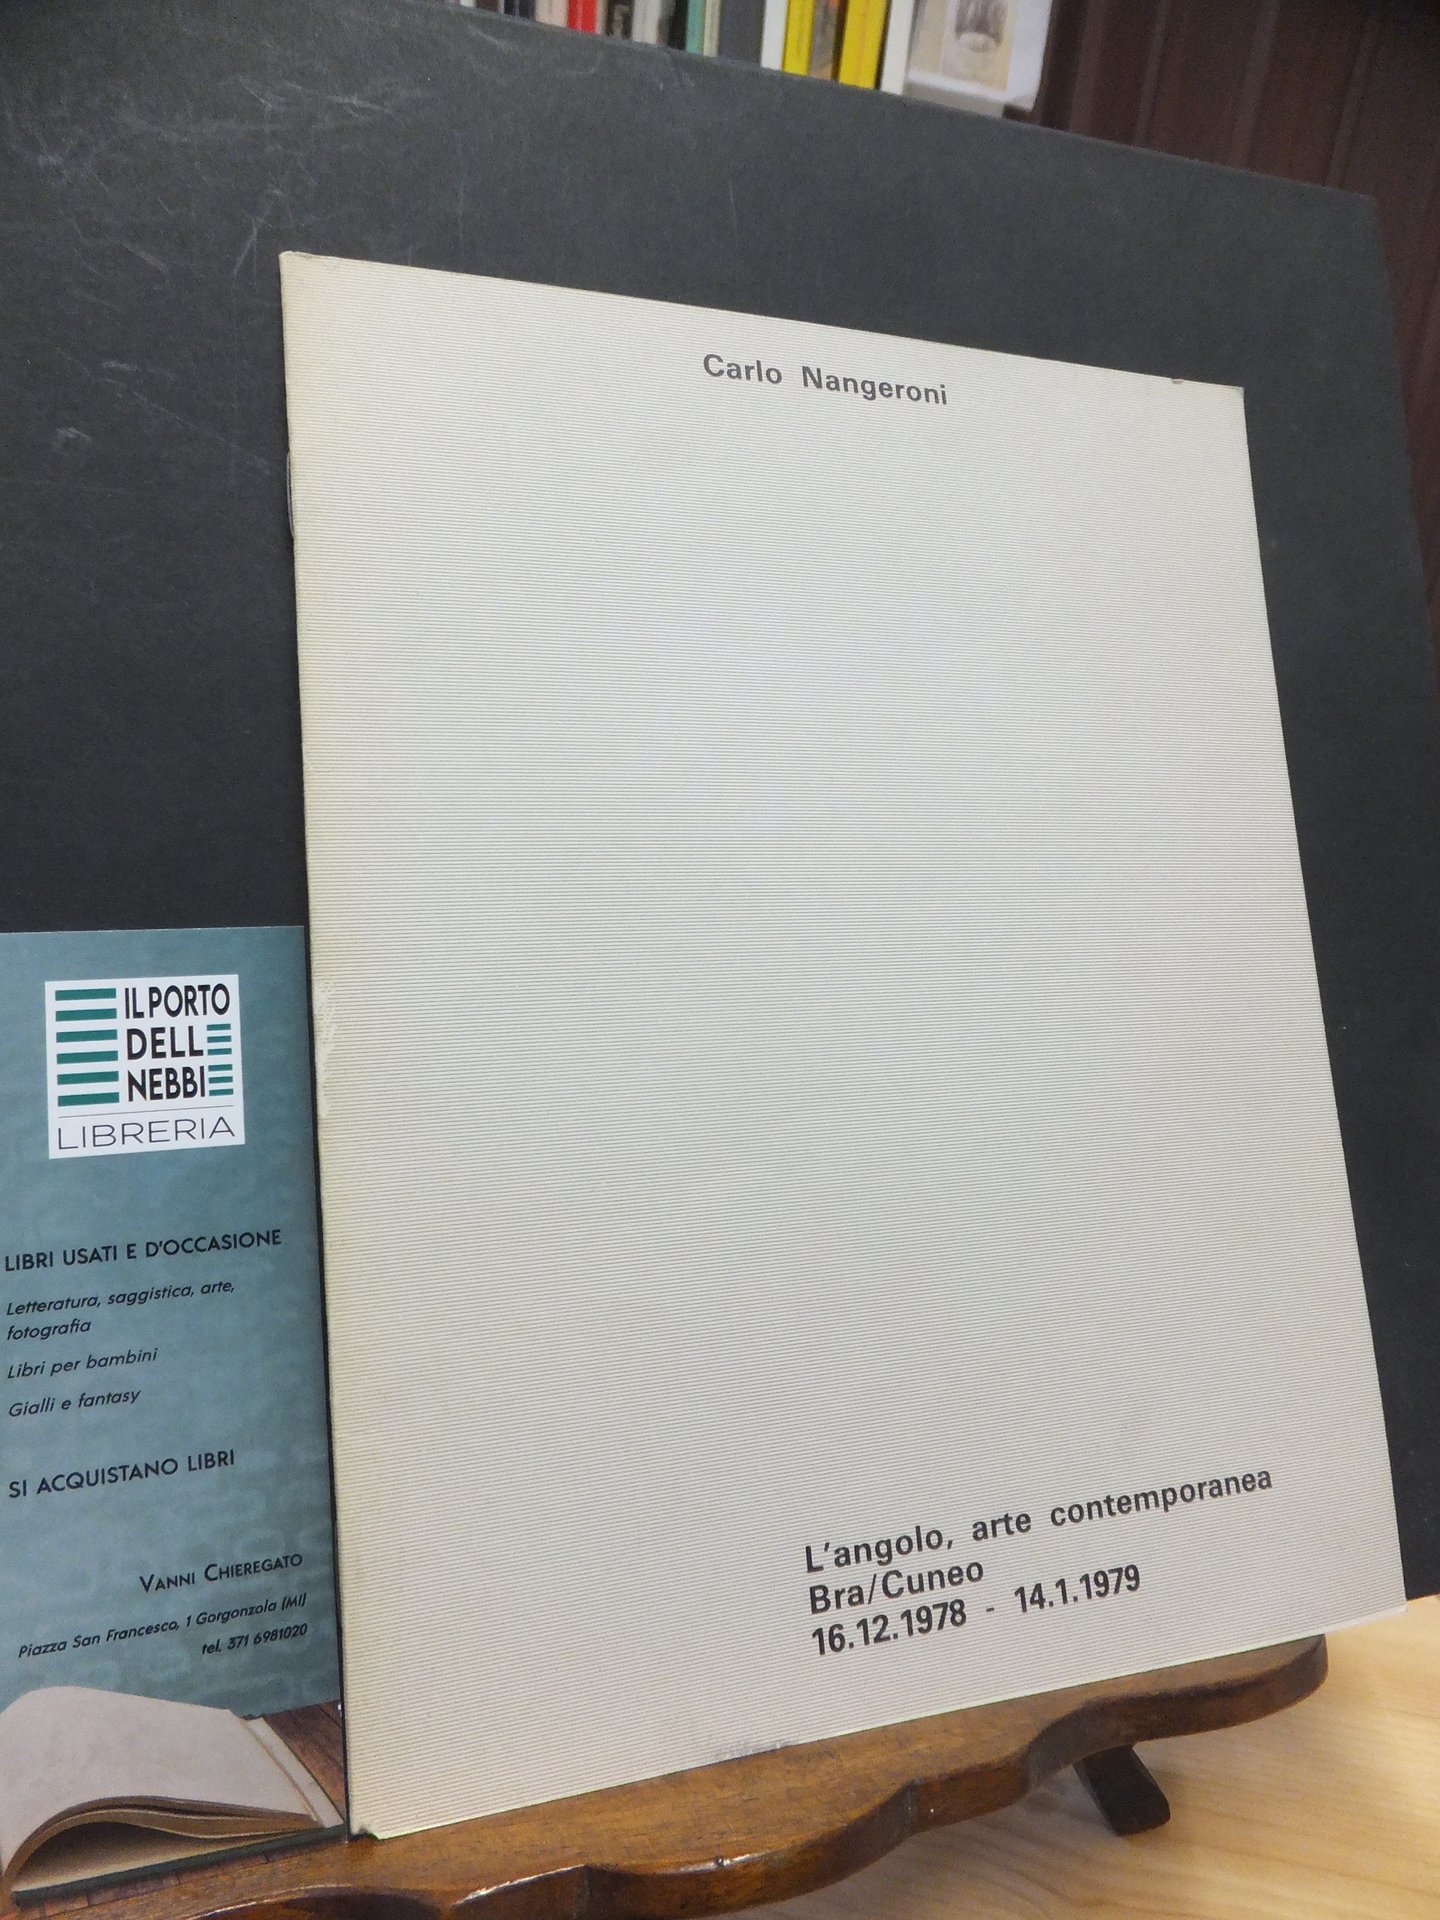 Carlo Nangeroni
L'angolo, arte contemporanea
Bra/Cuneo
16.12.1978 - 14.1.1979
IL PORTO
DELLE
NEBBIE
LIBRERIA
LIBRI USATI E D'OCCASIONE
Letteratura, saggistica, arte,
fotografia
Libri per bambini
Gialli e fantasy
SI ACQUISTANO LIBRI
VANNI CHIEREGATO
Piazza San Francesco, 1 Gorgonzola (MI)
tel. 371 6981020